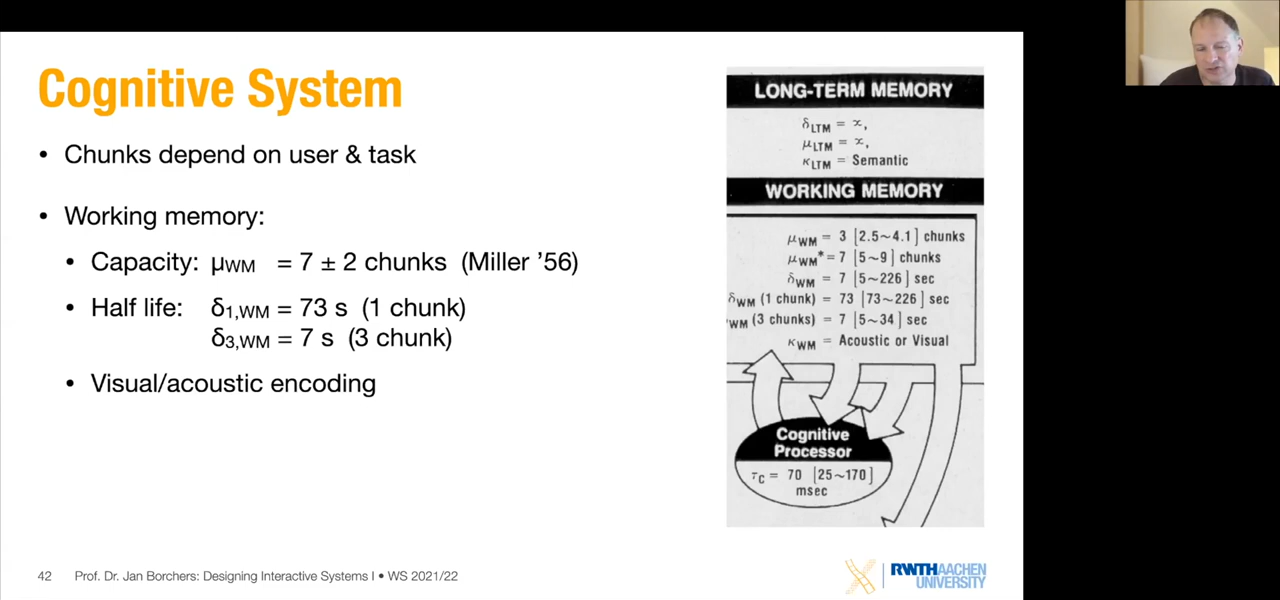 Cognitive System
• Chunks depend on user & task
• Working memory:
• Capacity: μWM = 7 ± 2 chunks (Miller ’56)
• Half life: δ1,WM = 73 s (1 chunk)
δ3,WM = 7 s (3 chunk)
• Visual/acoustic encoding
LONG-TERM MEMORY
δLTM = ∞,
μLTM = ∞,
κLTM = Semantic
WORKING MEMORY
μWM = 3 [2.5~4.1] chunks
μWM* = 7 [5~9] chunks
δWM = 7 [5~226] sec
δWM (1 chunk) = 73 [73~226] sec
WM (3 chunks) = 7 [5~34] sec
κWM = Acoustic or Visual
Cognitive
Processor
τC = 70 [25~170]
msec
42 Prof. Dr. Jan Borchers: Designing Interactive Systems I • WS 2021/22
RWTHAACHEN
UNIVERSITY